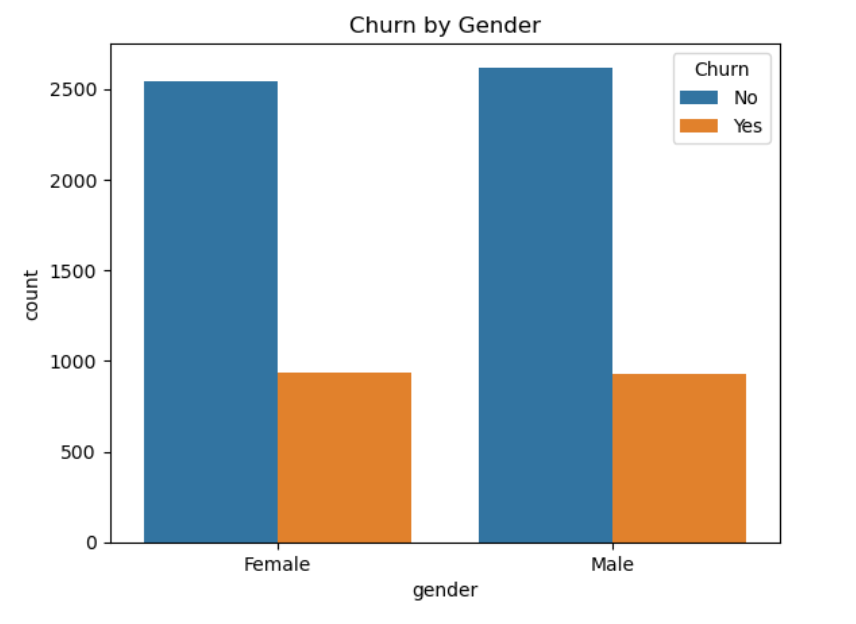 Churn by Gender
Churn
No
Yes
2500
2000
1500
1000
500
0
count
Female
Male
gender